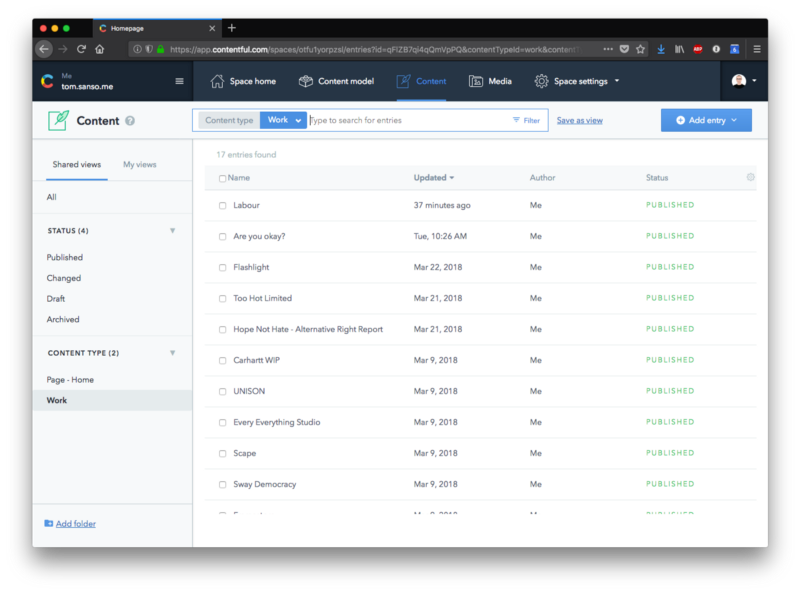 Homepage
https://app.contentful.com/spaces/otfu1yorpzsl/entries?id=qFlZB7qi4qQmVpPQ&contentTypeId=work&content
ABP
Me
tom.sanso.me
Space home
Content model
Content
Media
Space settings
Content
Content type
Work
Type to search for entries
Filter
Save as view
Add entry
Shared views
My views
All
STATUS (4)
Published
Changed
Draft
Archived
CONTENT TYPE (2)
Page - Home
Work
Add folder
17 entries found
Name Updated Author Status
Labour 37 minutes ago Me PUBLISHED
Are you okay? Tue, 10:26 AM Me PUBLISHED
Flashlight Mar 22, 2018 Me PUBLISHED
Too Hot Limited Mar 21, 2018 Me PUBLISHED
Hope Not Hate - Alternative Right Report Mar 21, 2018 Me PUBLISHED
Carhartt WIP Mar 9, 2018 Me PUBLISHED
UNISON Mar 9, 2018 Me PUBLISHED
Every Everything Studio Mar 9, 2018 Me PUBLISHED
Scape Mar 9, 2018 Me PUBLISHED
Sway Democracy Mar 9, 2018 Me PUBLISHED